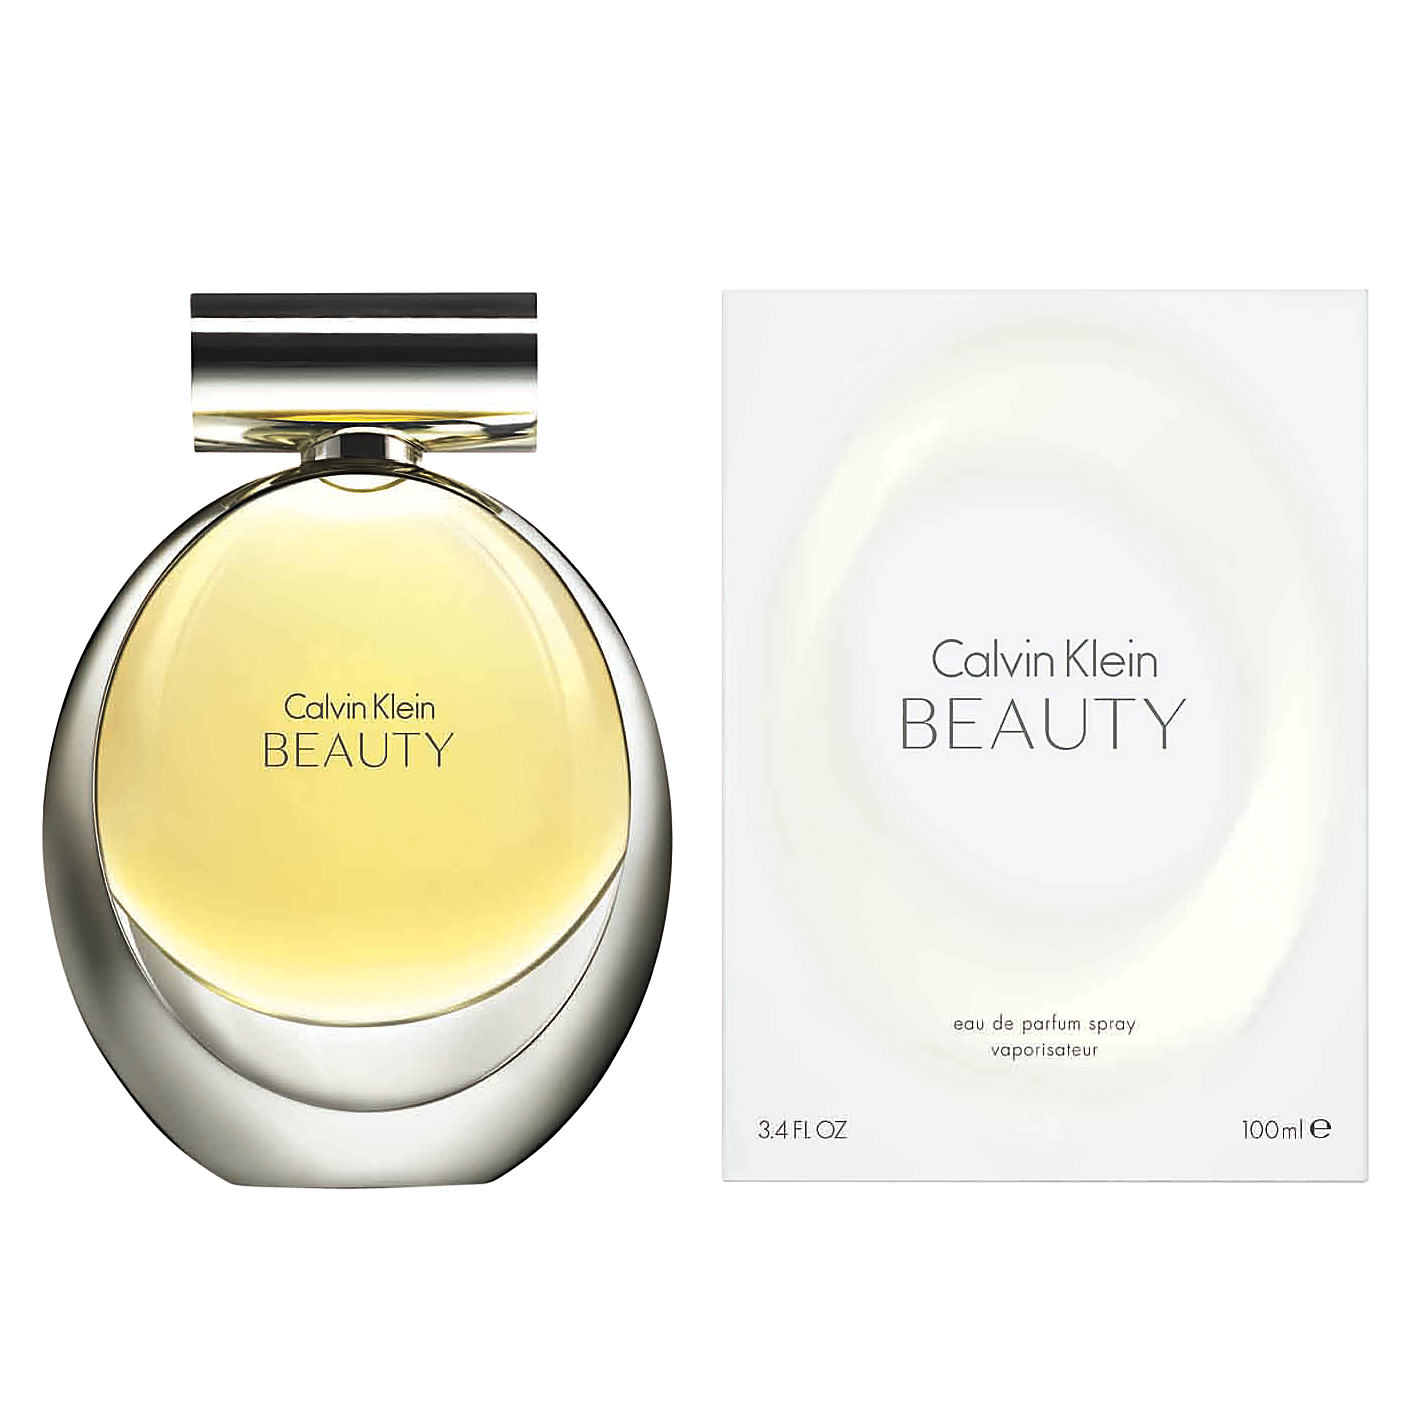 Calvin Klein
BEAUTY
Calvin Klein
BEAUTY
eau de parfum spray
vaporisateur
3.4 FL OZ
100ml ℮